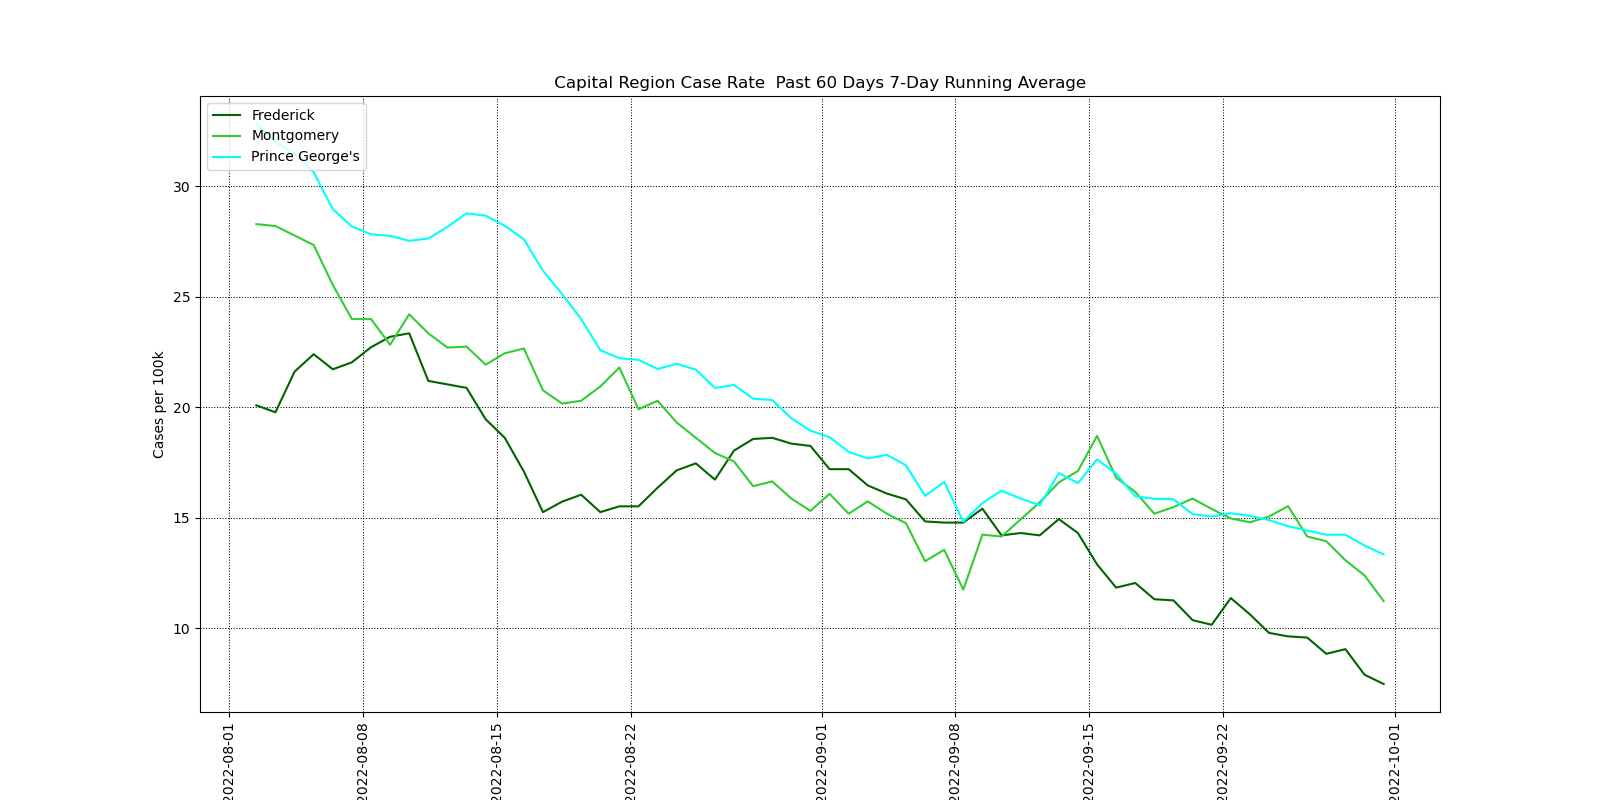 Capital Region Case Rate  Past 60 Days 7-Day Running Average
Frederick
Montgomery
Prince George's
30
25
20
15
10
Cases per 100k
2022-08-01
2022-08-08
2022-08-15
2022-08-22
2022-09-01
2022-09-08
2022-09-15
2022-09-22
2022-10-01